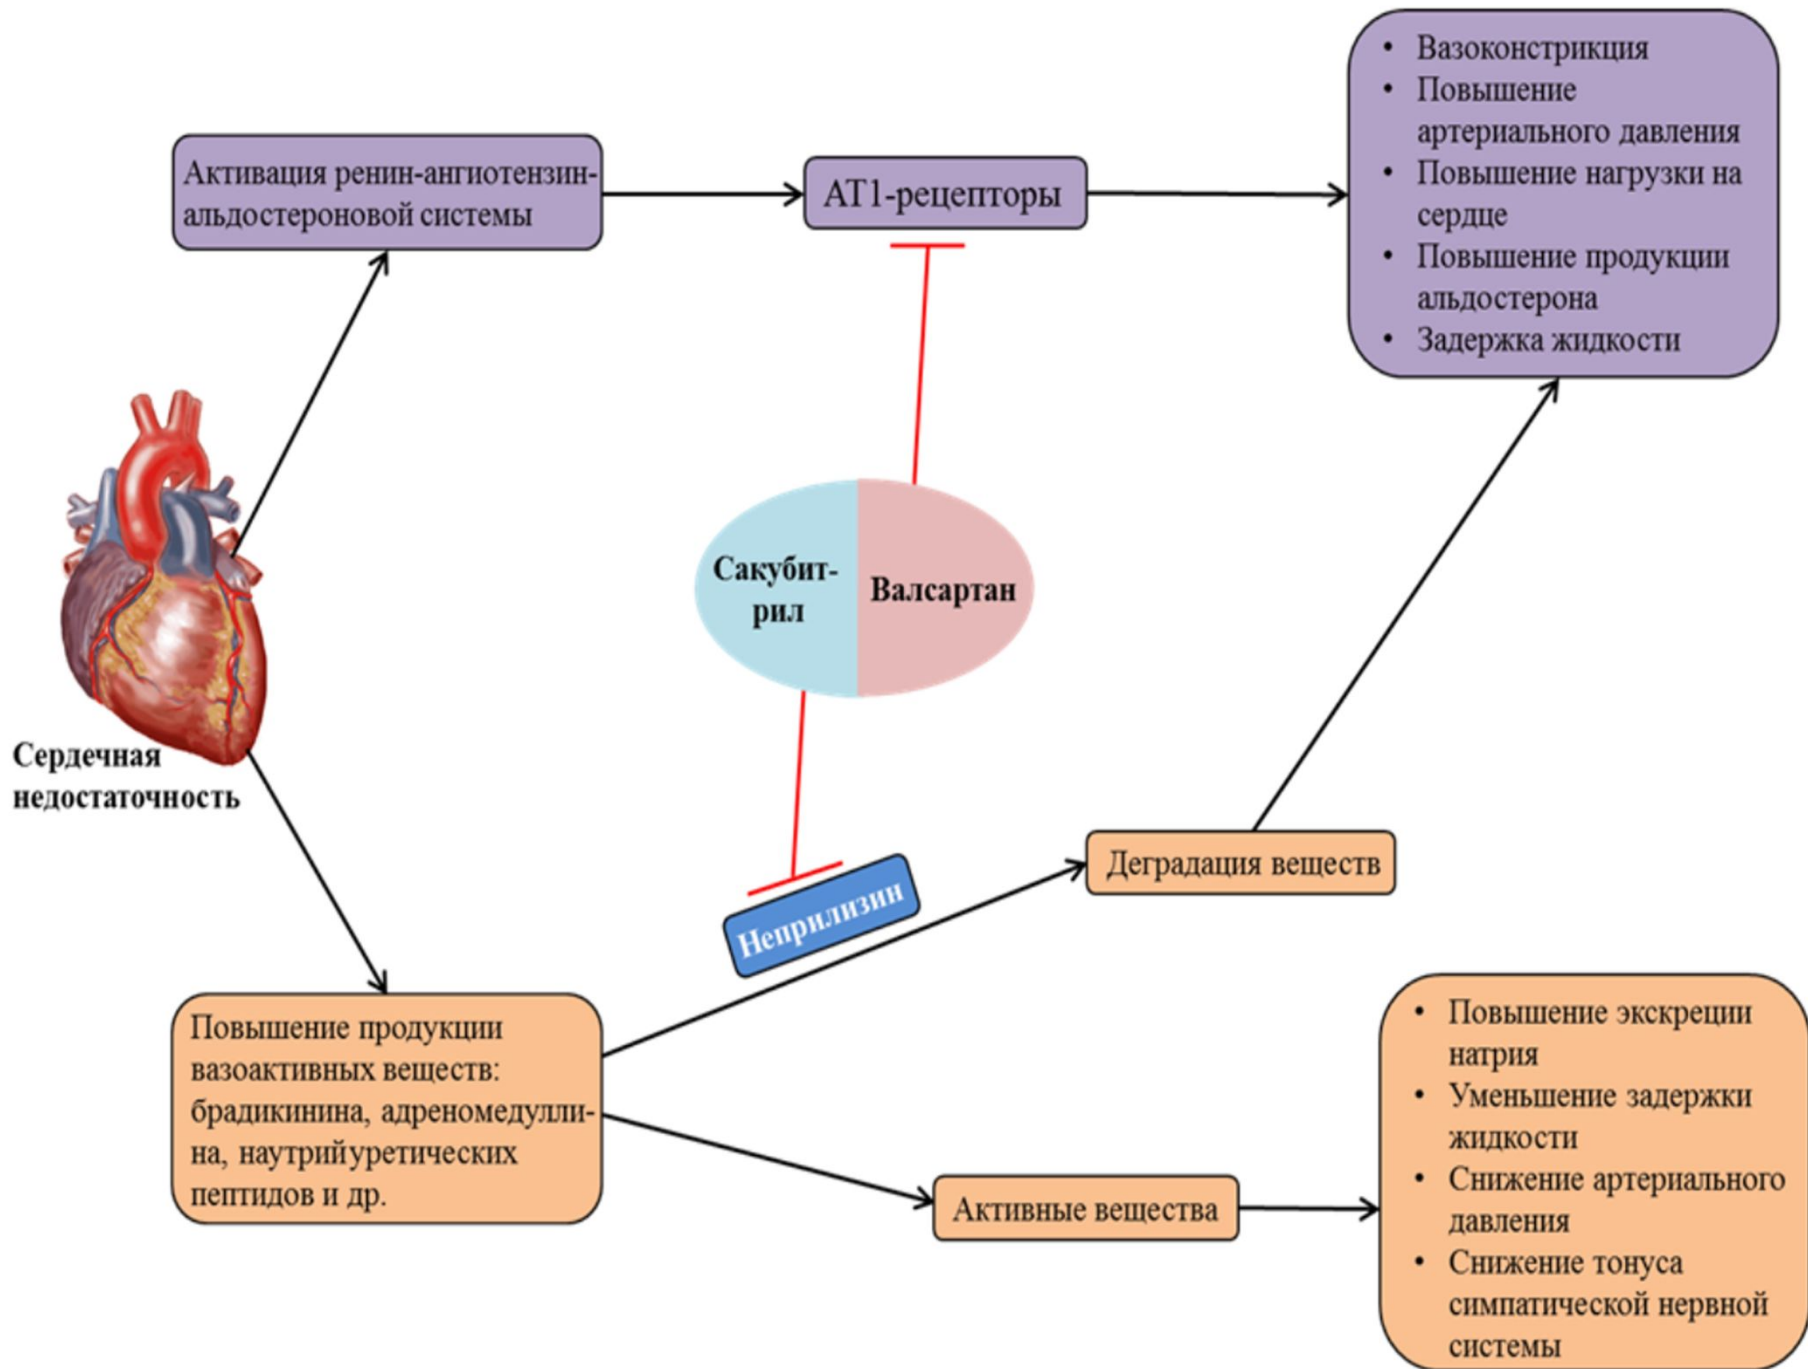 Активация ренин-ангиотензин-
альдостероновой системы
АТ1-рецепторы
• Вазоконстрикция
• Повышение
артериального давления
• Повышение нагрузки на
сердце
• Повышение продукции
альдостерона
• Задержка жидкости
Сакубит-
рил
Валсартан
Сердечная
недостаточность
Неприлизин
Деградация веществ
Повышение продукции
вазоактивных веществ:
брадикинина, адреномедулли-
на, наутрийуретических
пептидов и др.
Активные вещества
• Повышение экскреции
натрия
• Уменьшение задержки
жидкости
• Снижение артериального
давления
• Снижение тонуса
симпатической нервной
системы